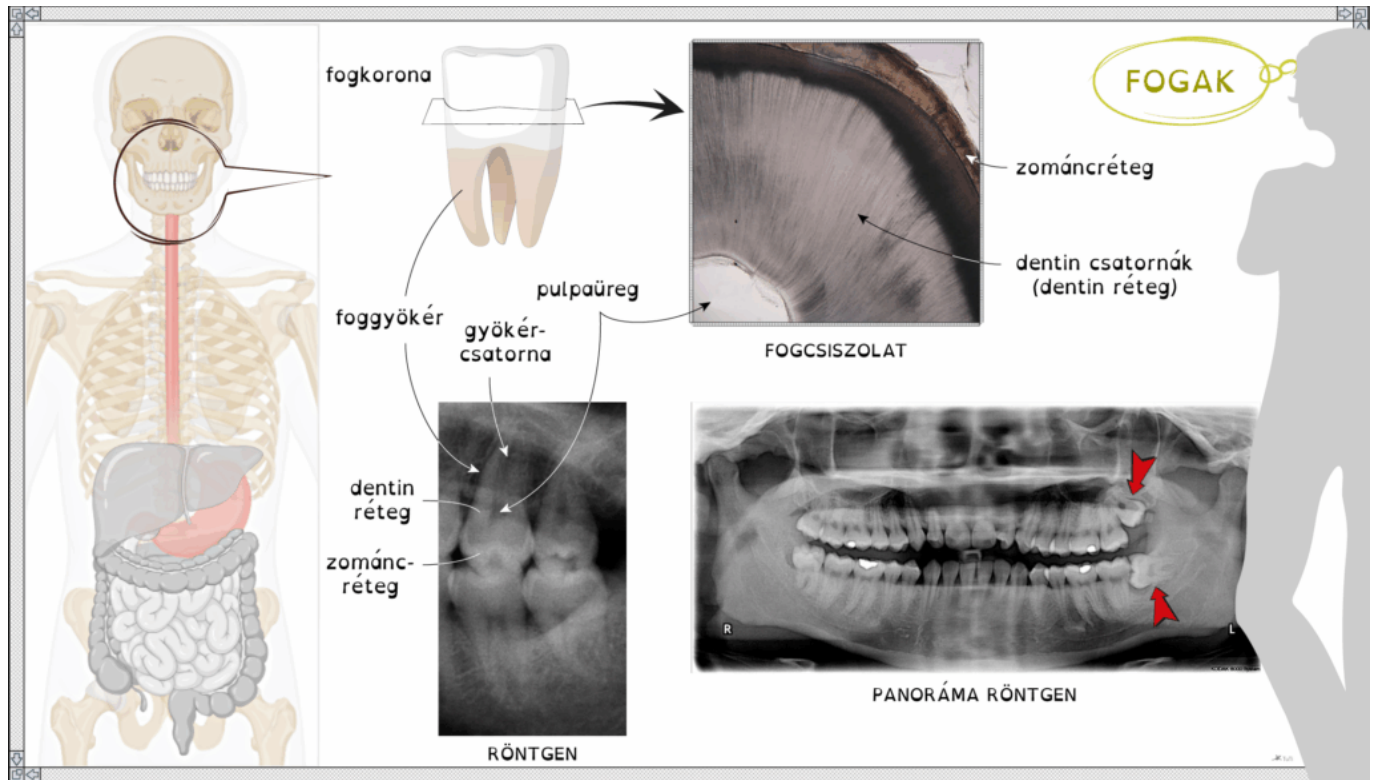 fogkorona
FOGAK
zománcréteg
dentin csatornák
(dentin réteg)
pulpaüreg
foggyökér
gyökér-
csatorna
FOGCSISZOLAT
dentin
réteg
zománc-
réteg
R
L
PANORÁMA RÖNTGEN
RÖNTGEN